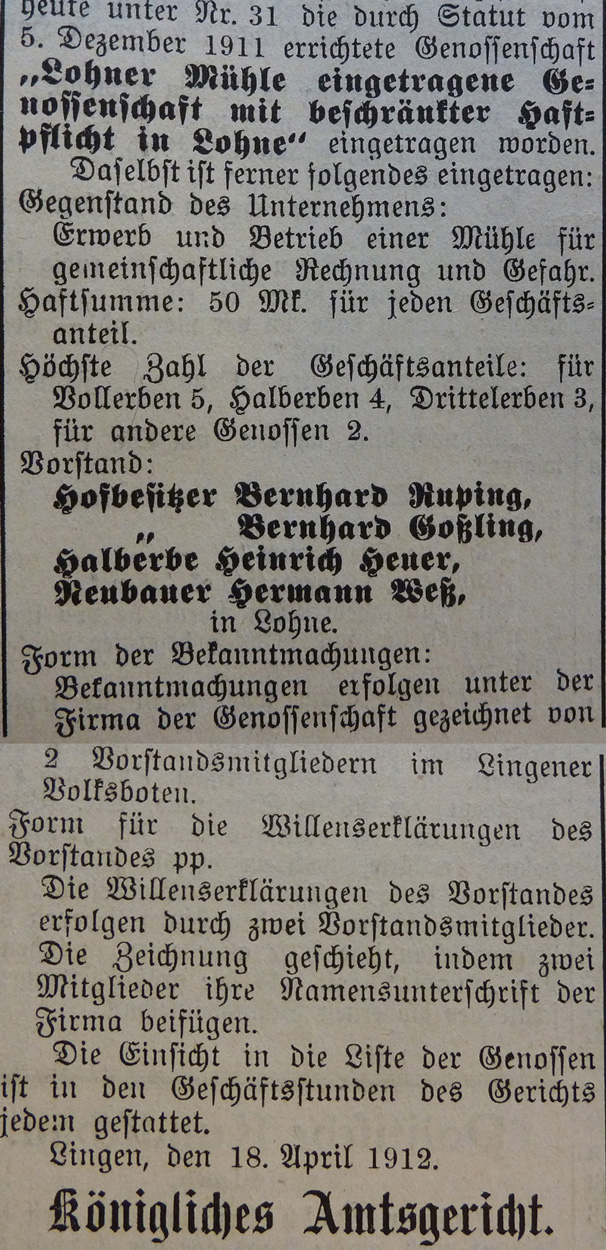 heute unter Nr. 31 die durch Statut vom
5. Dezember 1911 errichtete Genossenschaft
„Lohner Mühle eingetragene Ge-
nossenschaft mit beschränkter Haft-
pflicht in Lohne“ eingetragen worden.
Daselbst ist ferner folgendes eingetragen:
Gegenstand des Unternehmens:
Erwerb und Betrieb einer Mühle für
gemeinschaftliche Rechnung und Gefahr.
Haftsumme: 50 Mk. für jeden Geschäfts-
anteil.
Höchste Zahl der Geschäftsanteile: für
Vollerben 5, Halberben 4, Drittelerben 3,
für andere Genossen 2.
Vorstand:
Hofbesitzer Bernhard Ruping,
„ Bernhard Goßling,
Halberbe Heinrich Heuer,
Neubauer Hermann Weß,
in Lohne.
Form der Bekanntmachungen:
Bekanntmachungen erfolgen unter der
Firma der Genossenschaft gezeichnet von
2 Vorstandsmitgliedern im Lingener
Volksboten.
Form für die Willenserklärungen des
Vorstandes pp.
Die Willenserklärungen des Vorstandes
erfolgen durch zwei Vorstandsmitglieder.
Die Zeichnung geschieht, indem zwei
Mitglieder ihre Namensunterschrift der
Firma beifügen.
Die Einsicht in die Liste der Genossen
ist in den Geschäftsstunden des Gerichts
jedem gestattet.
Lingen, den 18. April 1912.
Königliches Amtsgericht.